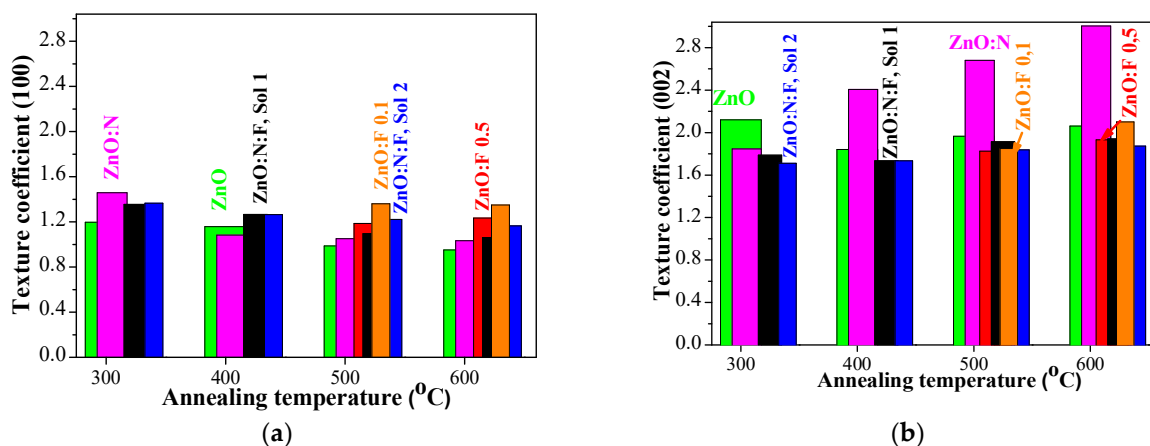 Texture coefficient (100)
3.2
2.8
2.4
2.0
1.6
1.2
0.8
0.4
0.0
ZnO:N
ZnO
ZnO:N:F, Sol 1
ZnO:F 0.1
ZnO:N:F, Sol 2
ZnO:F 0.5
300 400 500 600
Annealing temperature (°C)
(a)
Texture coefficient (002)
2.8
2.4
2.0
1.6
1.2
0.8
0.4
0.0
ZnO
ZnO:N:F, Sol 2
ZnO:N:F, Sol 1
ZnO:N
ZnO:F 0,1
ZnO:F 0,5
300 400 500 600
Annealing temperature (°C)
(b)